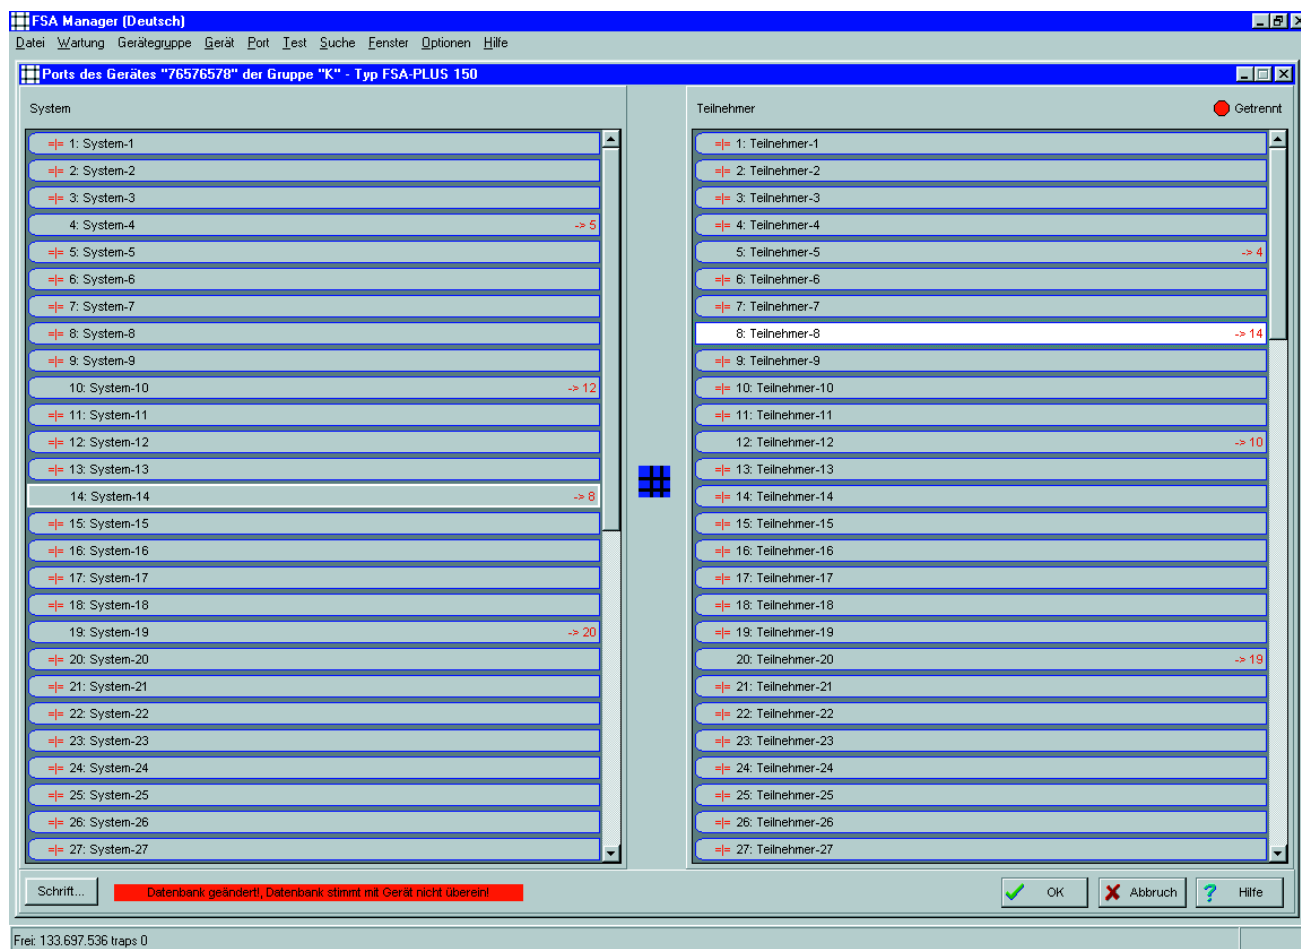 FSA Manager (Deutsch)
Datei Wartung Gerätegruppe Gerät Port Test Suche Fenster Optionen Hilfe
Ports des Gerätes "76576578" der Gruppe "K" - Typ FSA-PLUS 150
System
=|= 1: System-1
=|= 2: System-2
=|= 3: System-3
4: System-4 -> 5
=|= 5: System-5
=|= 6: System-6
=|= 7: System-7
=|= 8: System-8
=|= 9: System-9
10: System-10 -> 12
=|= 11: System-11
=|= 12: System-12
=|= 13: System-13
14: System-14 -> 8
=|= 15: System-15
=|= 16: System-16
=|= 17: System-17
=|= 18: System-18
19: System-19 -> 20
=|= 20: System-20
=|= 21: System-21
=|= 22: System-22
=|= 23: System-23
=|= 24: System-24
=|= 25: System-25
=|= 26: System-26
=|= 27: System-27
Teilnehmer Getrennt
=|= 1: Teilnehmer-1
=|= 2: Teilnehmer-2
=|= 3: Teilnehmer-3
=|= 4: Teilnehmer-4
5: Teilnehmer-5 -> 4
=|= 6: Teilnehmer-6
=|= 7: Teilnehmer-7
8: Teilnehmer-8 -> 14
=|= 9: Teilnehmer-9
=|= 10: Teilnehmer-10
=|= 11: Teilnehmer-11
12: Teilnehmer-12 -> 10
=|= 13: Teilnehmer-13
=|= 14: Teilnehmer-14
=|= 15: Teilnehmer-15
=|= 16: Teilnehmer-16
=|= 17: Teilnehmer-17
=|= 18: Teilnehmer-18
=|= 19: Teilnehmer-19
20: Teilnehmer-20 -> 19
=|= 21: Teilnehmer-21
=|= 22: Teilnehmer-22
=|= 23: Teilnehmer-23
=|= 24: Teilnehmer-24
=|= 25: Teilnehmer-25
=|= 26: Teilnehmer-26
=|= 27: Teilnehmer-27
Schrift... Datenbank geändert!, Datenbank stimmt mit Gerät nicht überein! OK Abbruch Hilfe
Frei: 133.697.536 traps 0